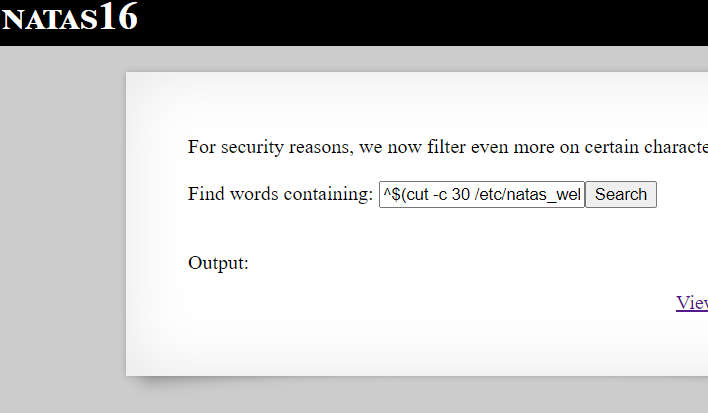 NATAS16
For security reasons, we now filter even more on certain characte
Find words containing: ^$(cut -c 30 /etc/natas_wel Search
Output:
View